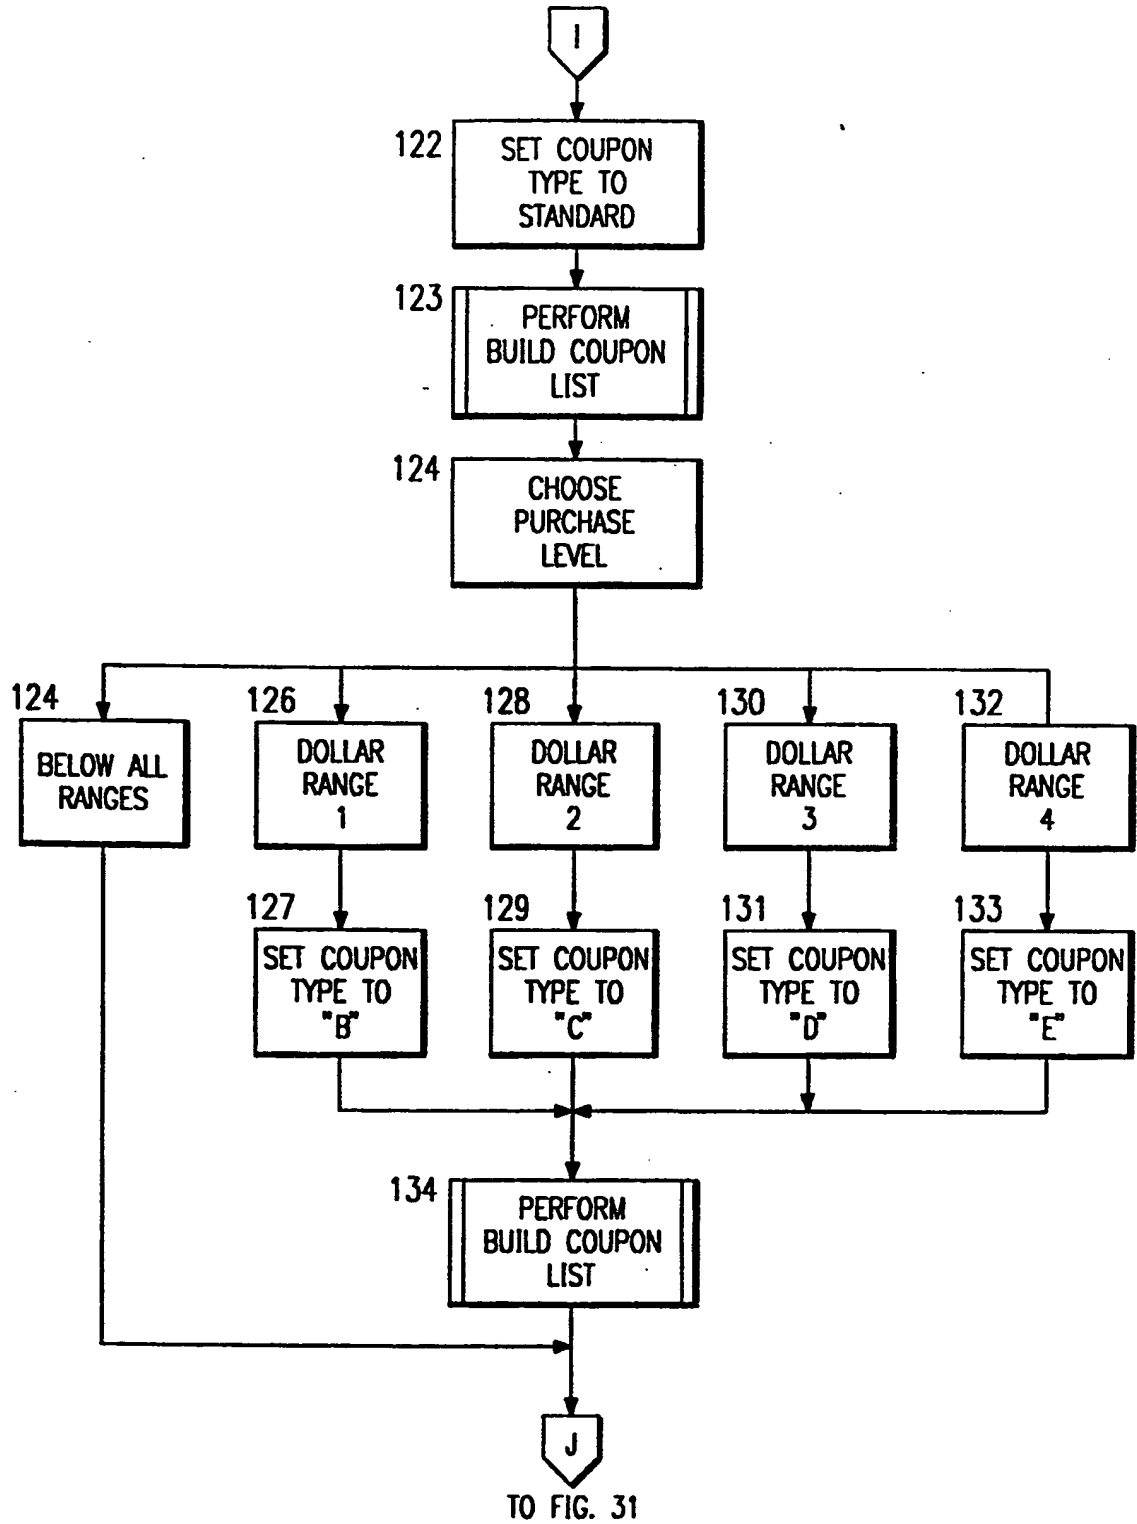 I
122
SET COUPON
TYPE TO
STANDARD
123
PERFORM
BUILD COUPON
LIST
124
CHOOSE
PURCHASE
LEVEL
124
BELOW ALL
RANGES
126
DOLLAR
RANGE
1
128
DOLLAR
RANGE
2
130
DOLLAR
RANGE
3
132
DOLLAR
RANGE
4
127
SET COUPON
TYPE TO
"B"
129
SET COUPON
TYPE TO
"C"
131
SET COUPON
TYPE TO
"D"
133
SET COUPON
TYPE TO
"E"
134
PERFORM
BUILD COUPON
LIST
J
TO FIG. 31